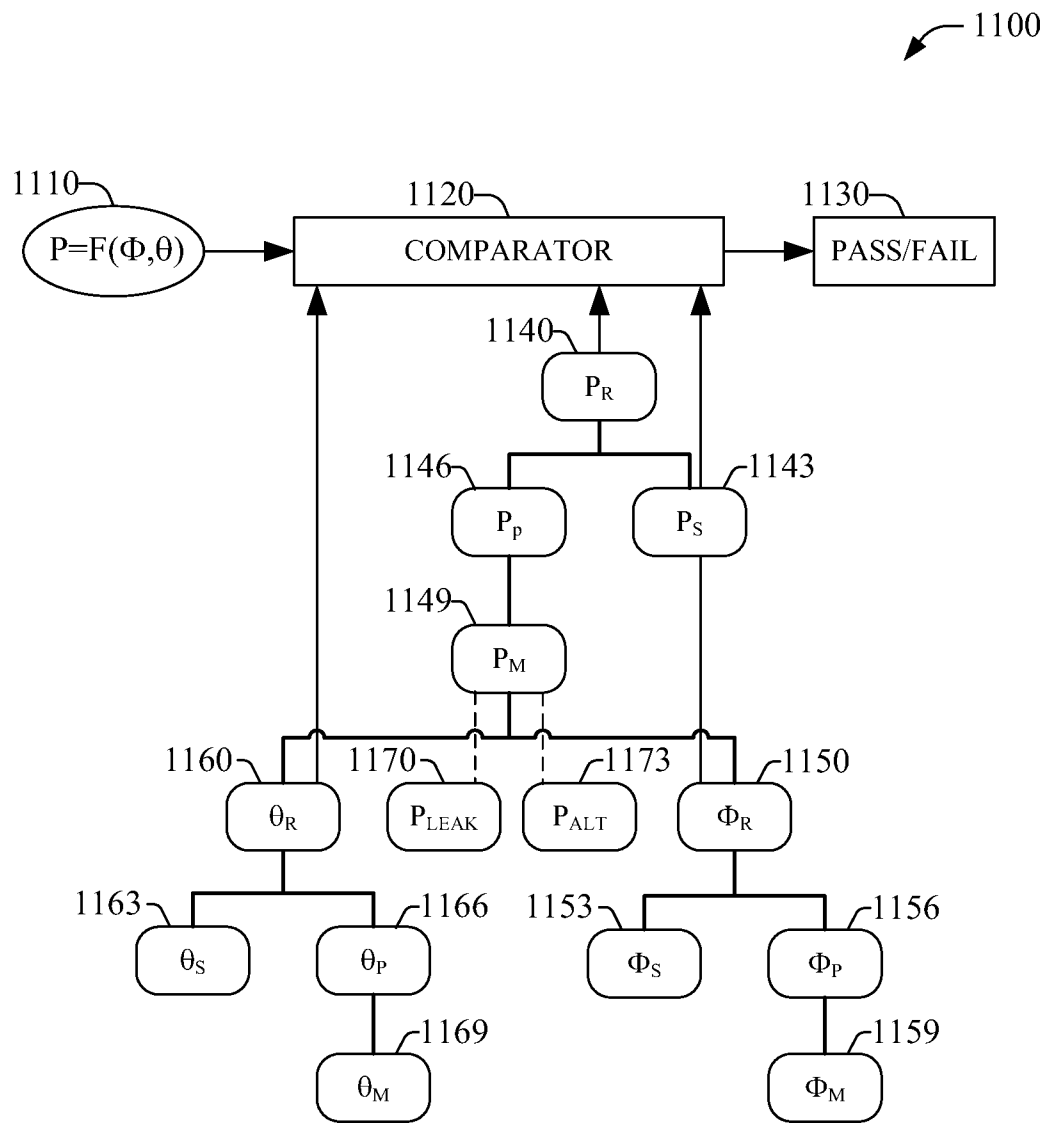 1100
1110
1120
1130
P=F(Φ,θ)
COMPARATOR
PASS/FAIL
1140
P_R
1146
1143
P_p
P_S
1149
P_M
1160
1170
1173
1150
θ_R
P_LEAK
P_ALT
Φ_R
1163
1166
1153
1156
θ_S
θ_P
Φ_S
Φ_P
1169
1159
θ_M
Φ_M